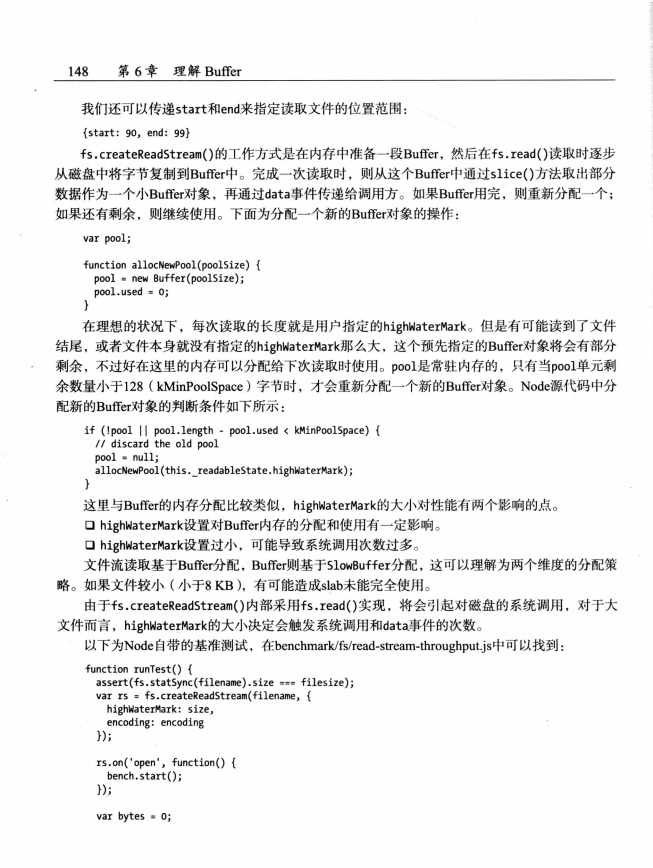 148 第 6 章 理解 Buffer
我们还可以传递start和end来指定读取文件的位置范围：
{start: 90, end: 99}
fs.createReadStream()的工作方式是在内存中准备一段Buffer，然后在fs.read()读取时逐步
从磁盘中将字节复制到Buffer中。完成一次读取时，则从这个Buffer中通过slice()方法取出部分
数据作为一个小Buffer对象，再通过data事件传递给调用方。如果Buffer用完，则重新分配一个；
如果还有剩余，则继续使用。下面为分配一个新的Buffer对象的操作：
var pool;
function allocNewPool(poolSize) {
pool = new Buffer(poolSize);
pool.used = 0;
}
在理想的状况下，每次读取的长度就是用户指定的highWaterMark。但是有可能读到了文件
结尾，或者文件本身就没有指定的highWaterMark那么大，这个预先指定的Buffer对象将会有部分
剩余，不过好在这里的内存可以分配给下次读取时使用。pool是常驻内存的，只有当pool单元剩
余数量小于128（kMinPoolSpace）字节时，才会重新分配一个新的Buffer对象。Node源代码中分
配新的Buffer对象的判断条件如下所示：
if (!pool || pool.length - pool.used < kMinPoolSpace) {
// discard the old pool
pool = null;
allocNewPool(this._readableState.highWaterMark);
}
这里与Buffer的内存分配比较类似，highWaterMark的大小对性能有两个影响的点。
❑ highWaterMark设置对Buffer内存的分配和使用有一定影响。
❑ highWaterMark设置过小，可能导致系统调用次数过多。
文件流读取基于Buffer分配，Buffer则基于SlowBuffer分配，这可以理解为两个维度的分配策
略。如果文件较小（小于8 KB），有可能造成slab未能完全使用。
由于fs.createReadStream()内部采用fs.read()实现，将会引起对磁盘的系统调用，对于大
文件而言，highWaterMark的大小决定会触发系统调用和data事件的次数。
以下为Node自带的基准测试，在benchmark/fs/read-stream-throughput.js中可以找到：
function runTest() {
assert(fs.statSync(filename).size === filesize);
var rs = fs.createReadStream(filename, {
highWaterMark: size,
encoding: encoding
});
rs.on('open', function() {
bench.start();
});
var bytes = 0;